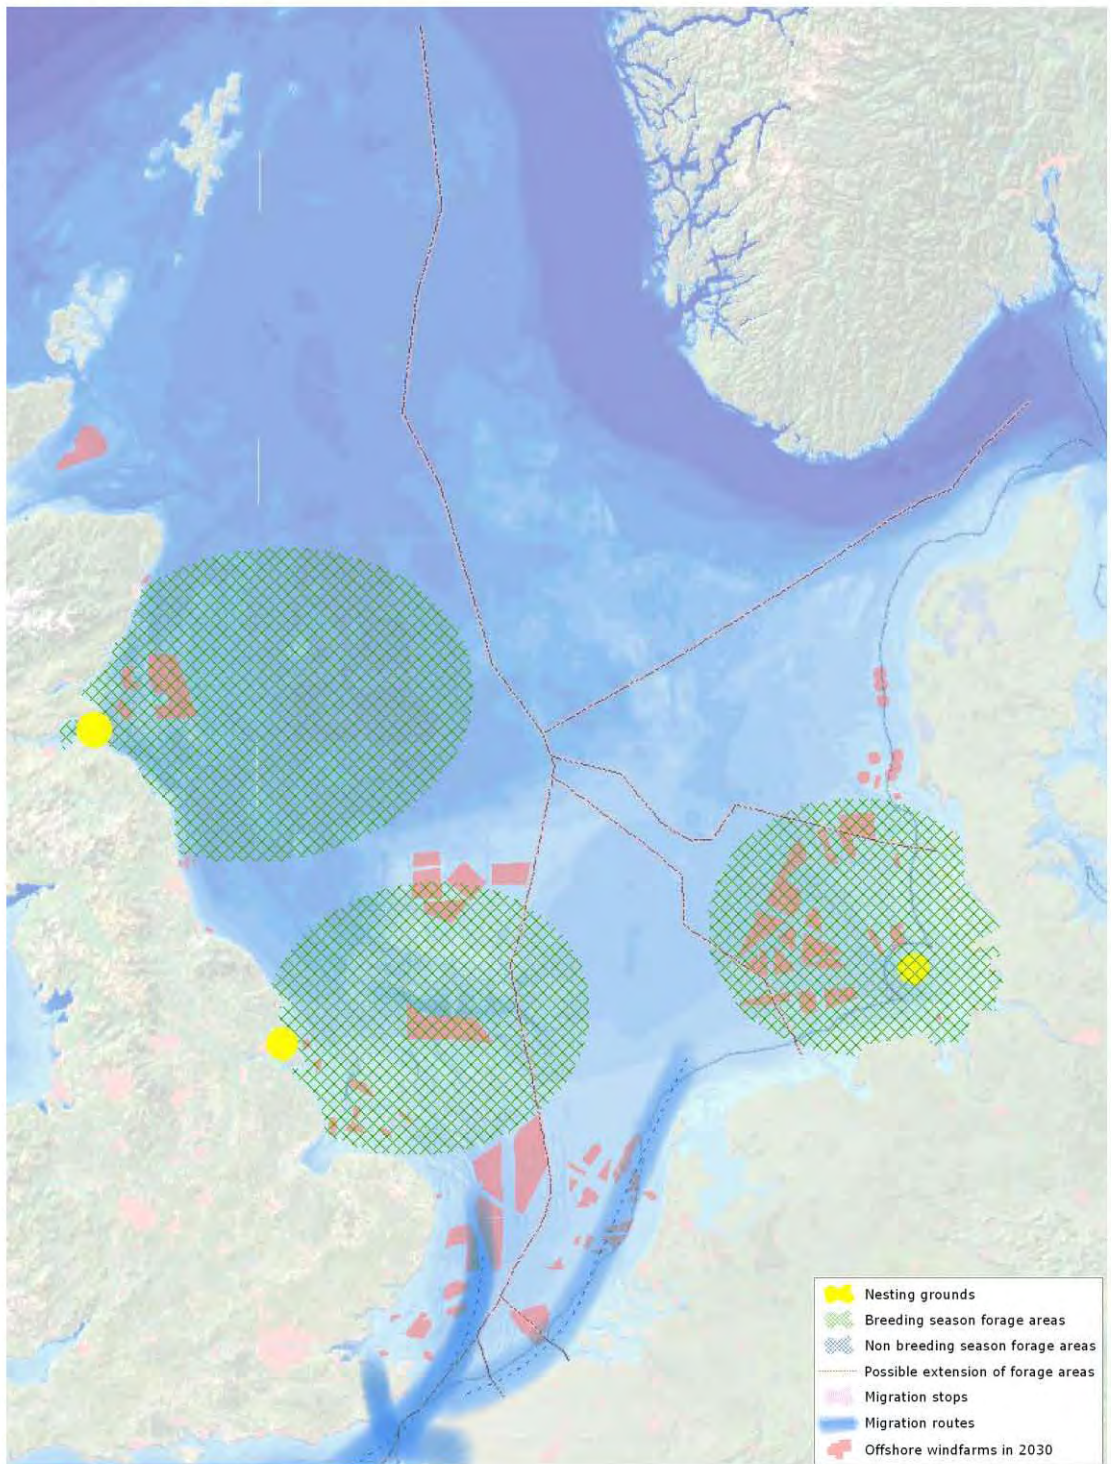 Nesting grounds
Breeding season forage areas
Non breeding season forage areas
Possible extension of forage areas
Migration stops
Migration routes
Offshore windfarms in 2030